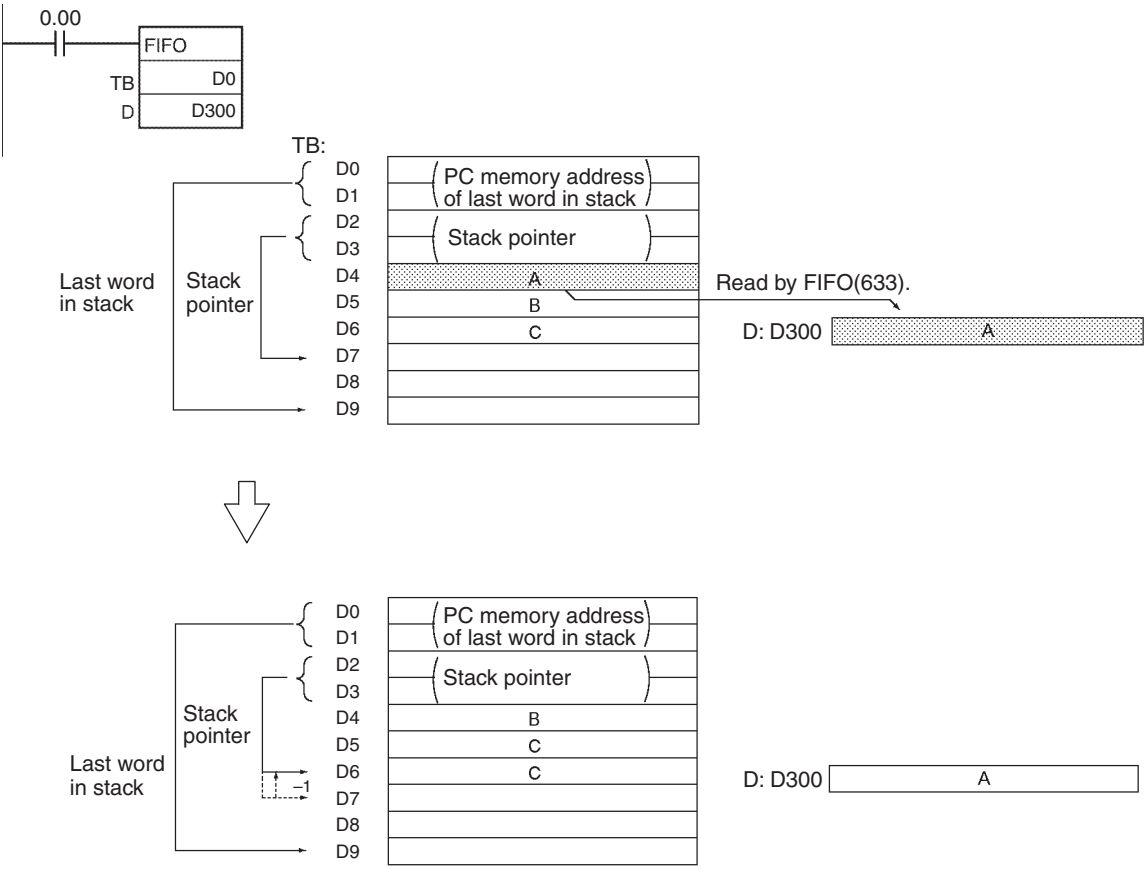 0.00
FIFO
TB D0
D D300
TB:
D0
D1
PC memory address
of last word in stack
D2
D3
Stack pointer
D4 A
D5 B
D6 C
D7
D8
D9
Last word
in stack
Stack
pointer
Read by FIFO(633).
D: D300 A
D0
D1
PC memory address
of last word in stack
D2
D3
Stack pointer
D4 B
D5 C
D6 C
D7
D8
D9
Stack
pointer
Last word
in stack
–1
D: D300 A